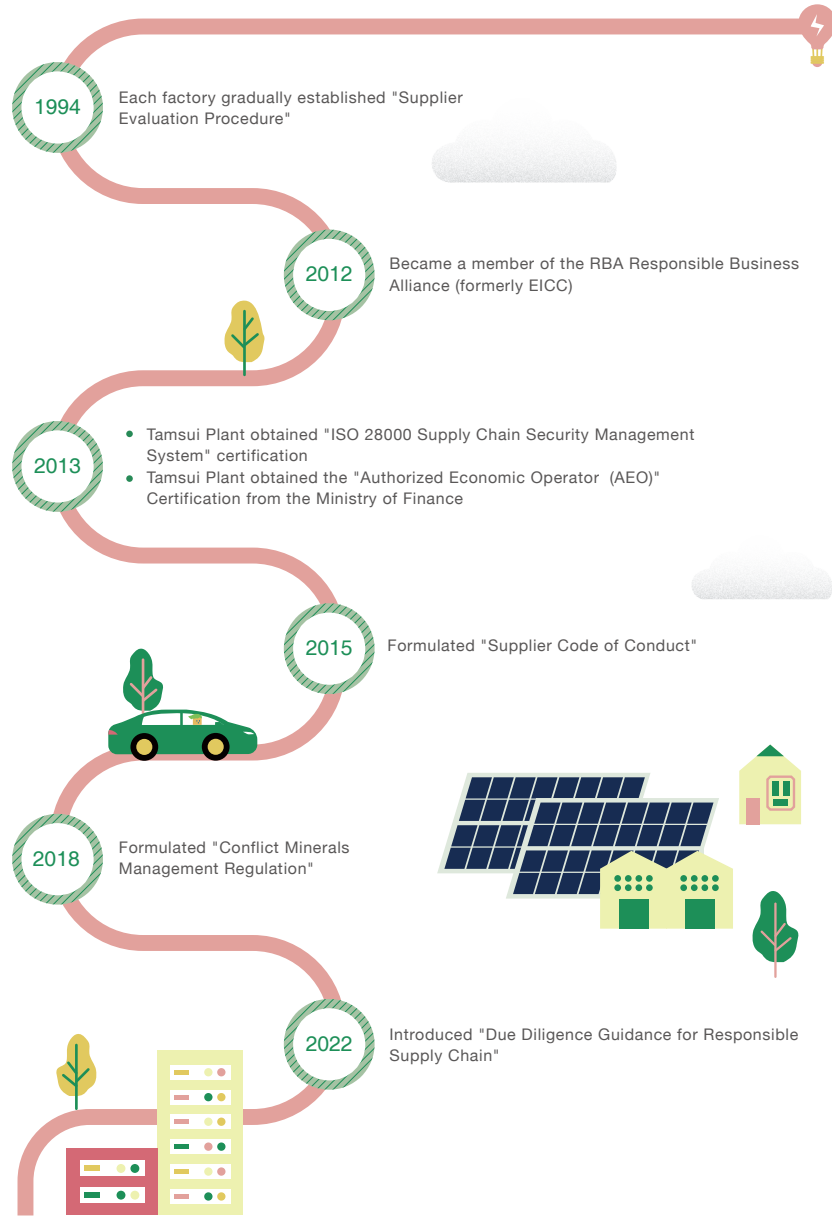 1994
Each factory gradually established "Supplier
Evaluation Procedure"
2012
Became a member of the RBA Responsible Business
Alliance (formerly EICC)
2013
• Tamsui Plant obtained "ISO 28000 Supply Chain Security Management
System" certification
• Tamsui Plant obtained the "Authorized Economic Operator (AEO)"
Certification from the Ministry of Finance
2015
Formulated "Supplier Code of Conduct"
2018
Formulated "Conflict Minerals
Management Regulation"
2022
Introduced "Due Diligence Guidance for Responsible
Supply Chain"